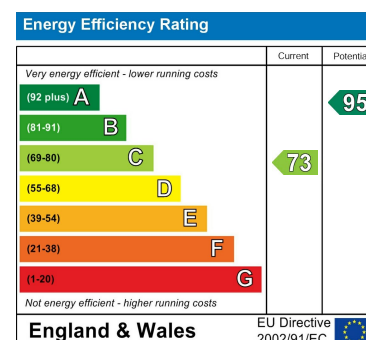 Energy Efficiency Rating
Current Potentia
Very energy efficient - lower running costs
(92 plus) A
95
(81-91) B
(69-80) C
73
(55-68) D
(39-54) E
(21-38) F
(1-20) G
Not energy efficient - higher running costs
England & Wales
EU Directive
2002/91/EC